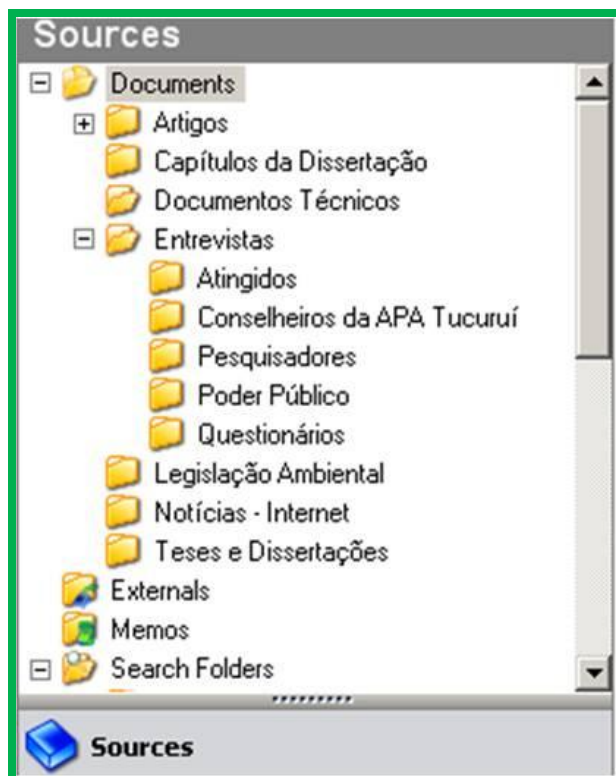 Sources
Documents
Artigos
Capítulos da Dissertação
Documentos Técnicos
Entrevistas
Atingidos
Conselheiros da APA Tucuruí
Pesquisadores
Poder Público
Questionários
Legislação Ambiental
Notícias - Internet
Teses e Dissertações
Externals
Memos
Search Folders
Sources